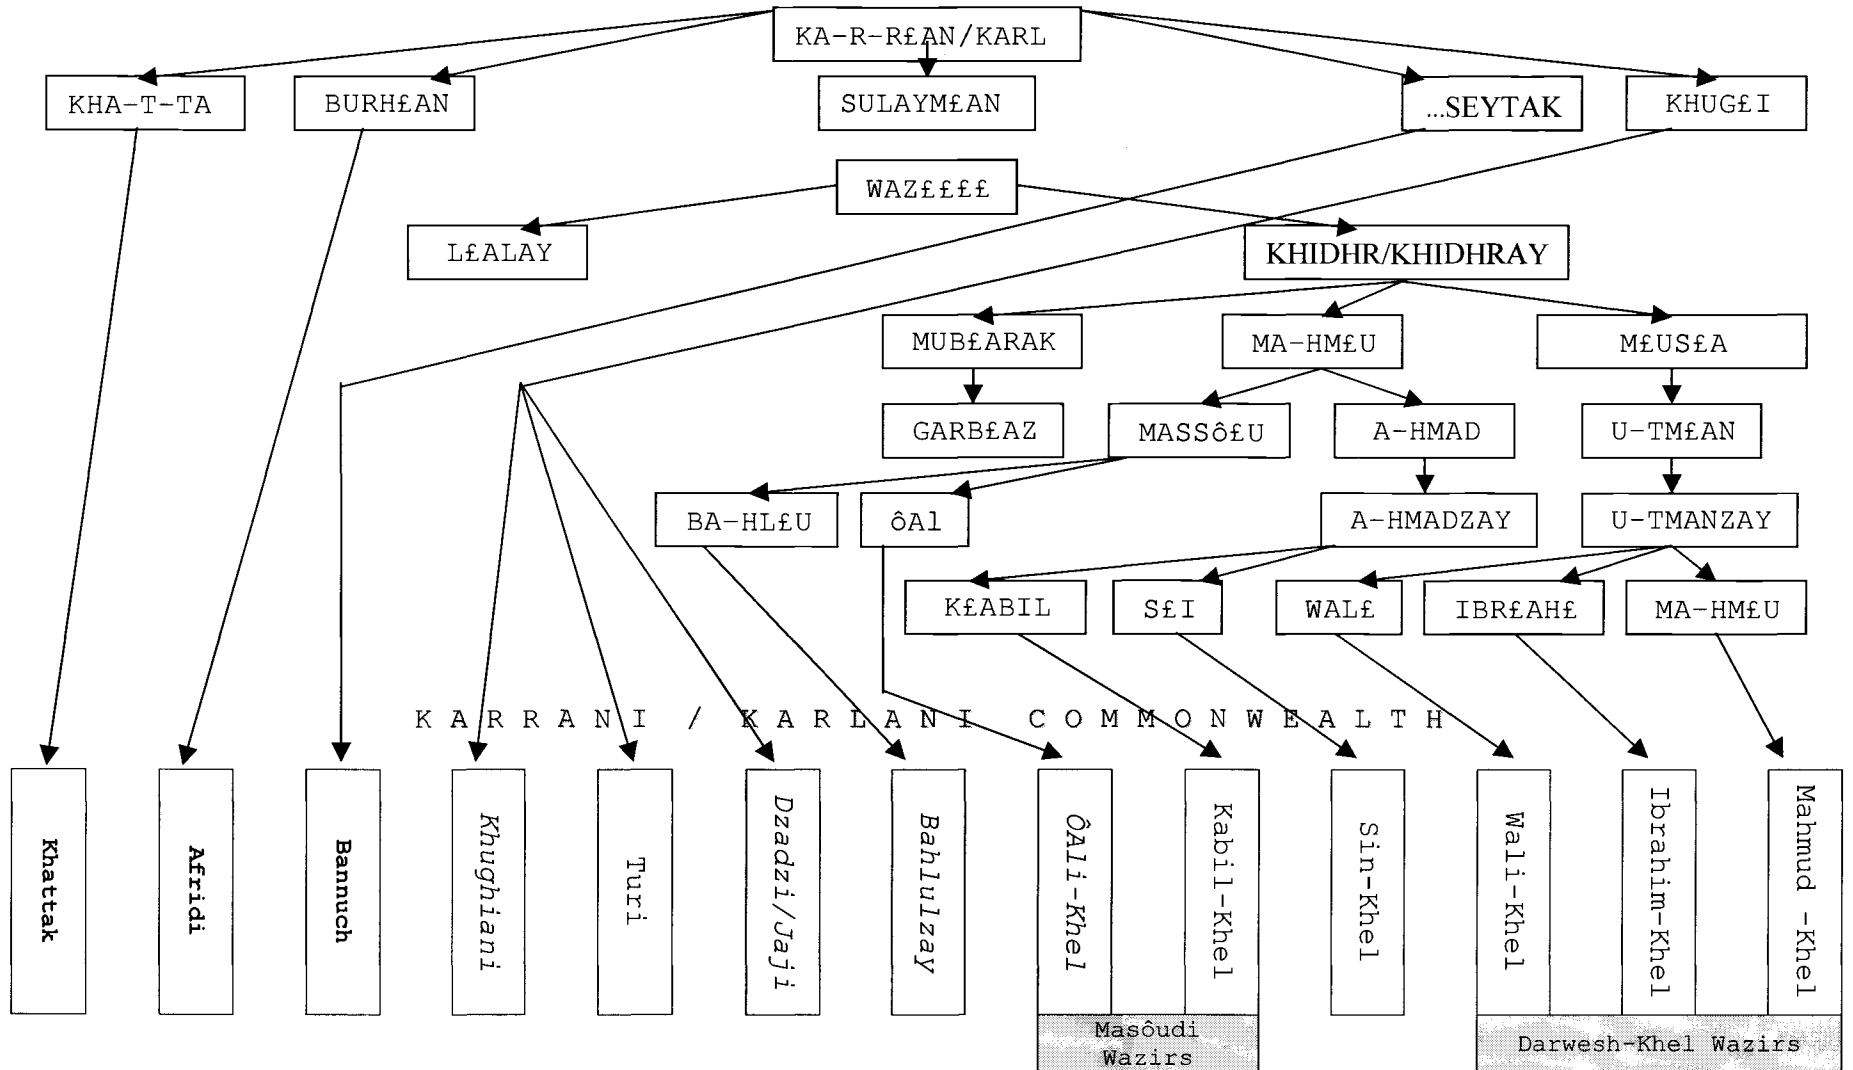 KA-R-R£AN/KARL
KHA-T-TA
BURH£AN
SULAYM£AN
...SEYTAK
KHUG£I
WAZ££££
L£ALAY
KHIDHR/KHIDHRAY
MUB£ARAK
MA-HM£U
M£US£A
GARB£AZ
MASSô£U
A-HMAD
U-TM£AN
BA-HL£U
ôAl
A-HMADZAY
U-TMANZAY
K£ABIL
S£I
WAL£
IBR£AH£
MA-HM£U
KARRANI / KARLANI COMMONWEALTH
Khattak
Afridi
Bannuch
Khughiani
Turi
Dzadzi/Jaji
Bahlulzay
ÔAli-Khel
Kabil-Khel
Sin-Khel
Wali-Khel
Ibrahim-Khel
Mahmud -Khel
Masôudi
Wazirs
Darwesh-Khel Wazirs